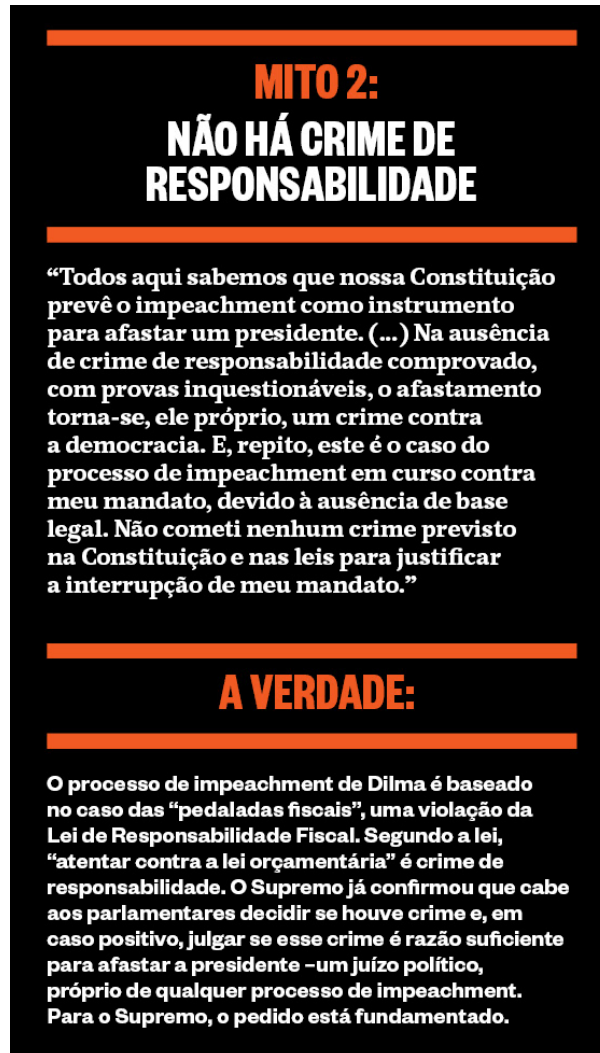 MITO 2:
NÃO HÁ CRIME DE
RESPONSABILIDADE
“Todos aqui sabemos que nossa Constituição
prevê o impeachment como instrumento
para afastar um presidente. (...) Na ausência
de crime de responsabilidade comprovado,
com provas inquestionáveis, o afastamento
torna-se, ele próprio, um crime contra
a democracia. E, repito, este é o caso do
processo de impeachment em curso contra
meu mandato, devido à ausência de base
legal. Não cometi nenhum crime previsto
na Constituição e nas leis para justificar
a interrupção de meu mandato.”
A VERDADE:
O processo de impeachment de Dilma é baseado
no caso das “pedaladas fiscais”, uma violação da
Lei de Responsabilidade Fiscal. Segundo a lei,
“atentar contra a lei orçamentária” é crime de
responsabilidade. O Supremo já confirmou que cabe
aos parlamentares decidir se houve crime e, em
caso positivo, julgar se esse crime é razão suficiente
para afastar a presidente –um juízo político,
próprio de qualquer processo de impeachment.
Para o Supremo, o pedido está fundamentado.